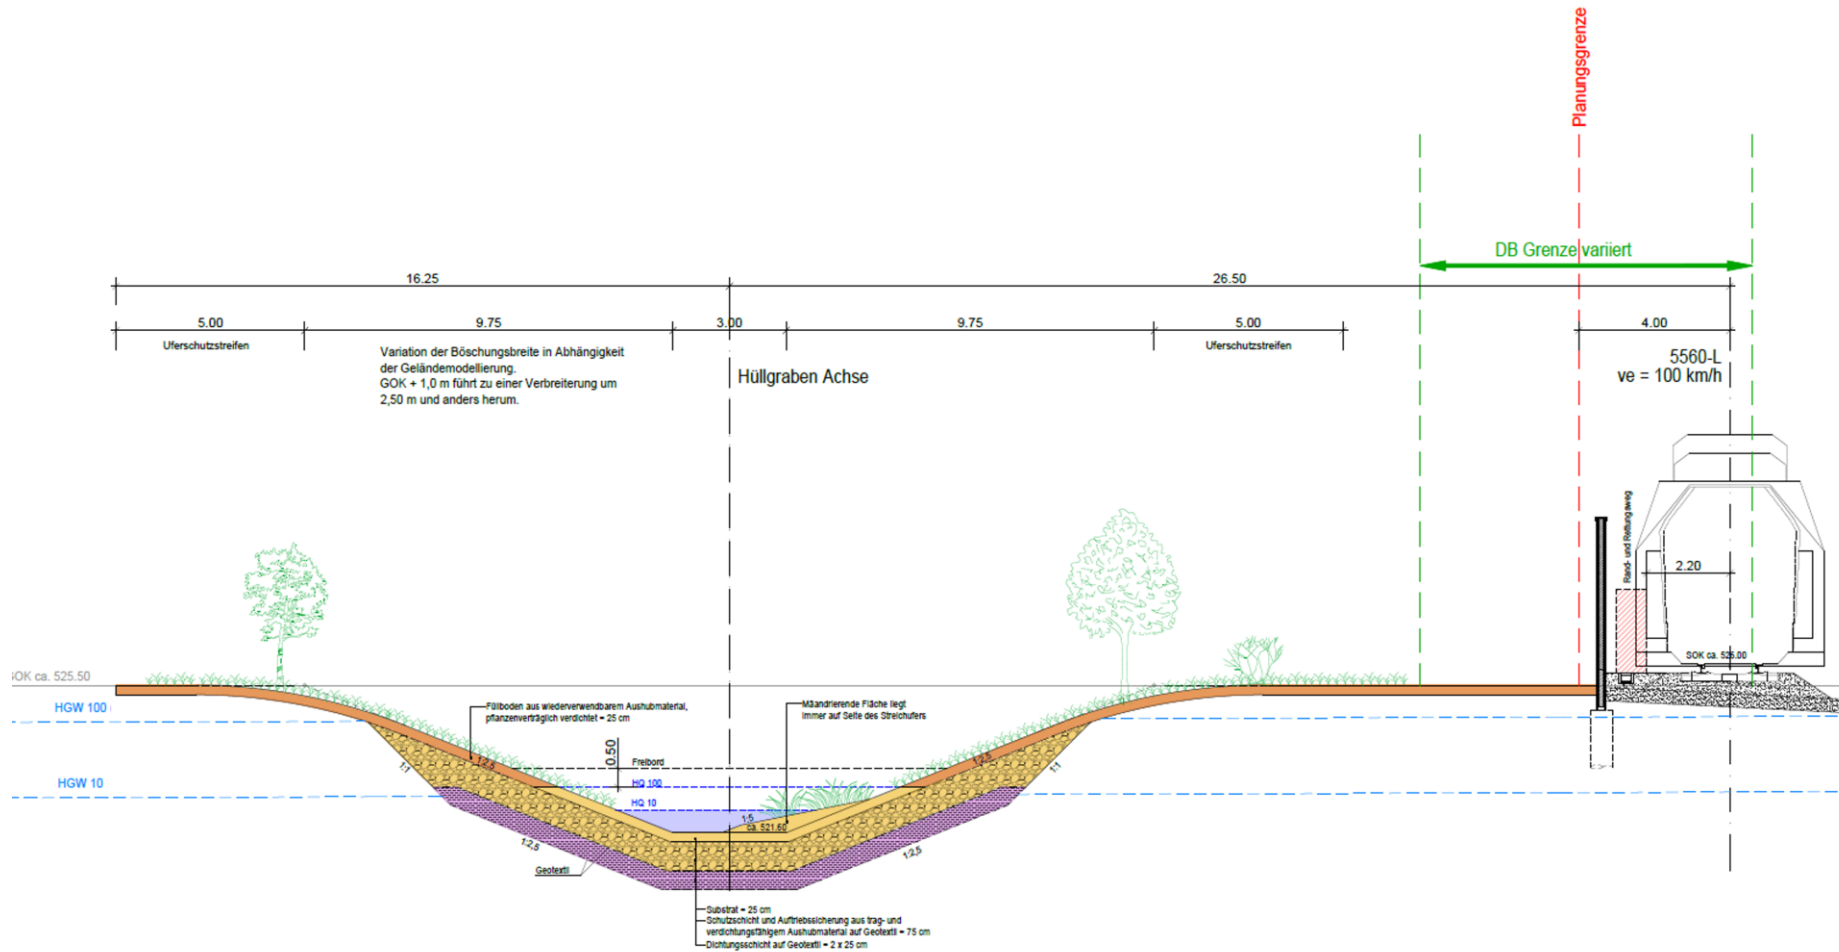 Planungsgrenze
DB Grenze variiert
16.25
26.50
5.00
9.75
3.00
9.75
5.00
4.00
Uferschutzstreifen
Uferschutzstreifen
Variation der Böschungsbreite in Abhängigkeit
der Geländemodellierung.
GOK + 1,0 m führt zu einer Verbreiterung um
2,50 m und anders herum.
Hüllgraben Achse
5560-L
ve = 100 km/h
Rand- und Rettungsweg
2.20
SOK ca. 526.00
ca. 525.50
HGW 100
Füllboden aus wiederverwendbarem Aushubmaterial,
pflanzenverträglich verdichtet = 25 cm
Mäandrierende Fläche liegt
immer auf Seite des Streichufers
0.50
Freibord
1:2,5
1:2,5
1:1
1:1
HGW 10
HQ 100
HQ 10
1:5
ca. 521.60
1:2,5
1:2,5
Geotextil
Substrat = 25 cm
Schutzschicht und Auftriebssicherung aus trag- und
verdichtungsfähigem Aushubmaterial auf Geotextil = 75 cm
Dichtungsschicht auf Geotextil = 2 x 25 cm